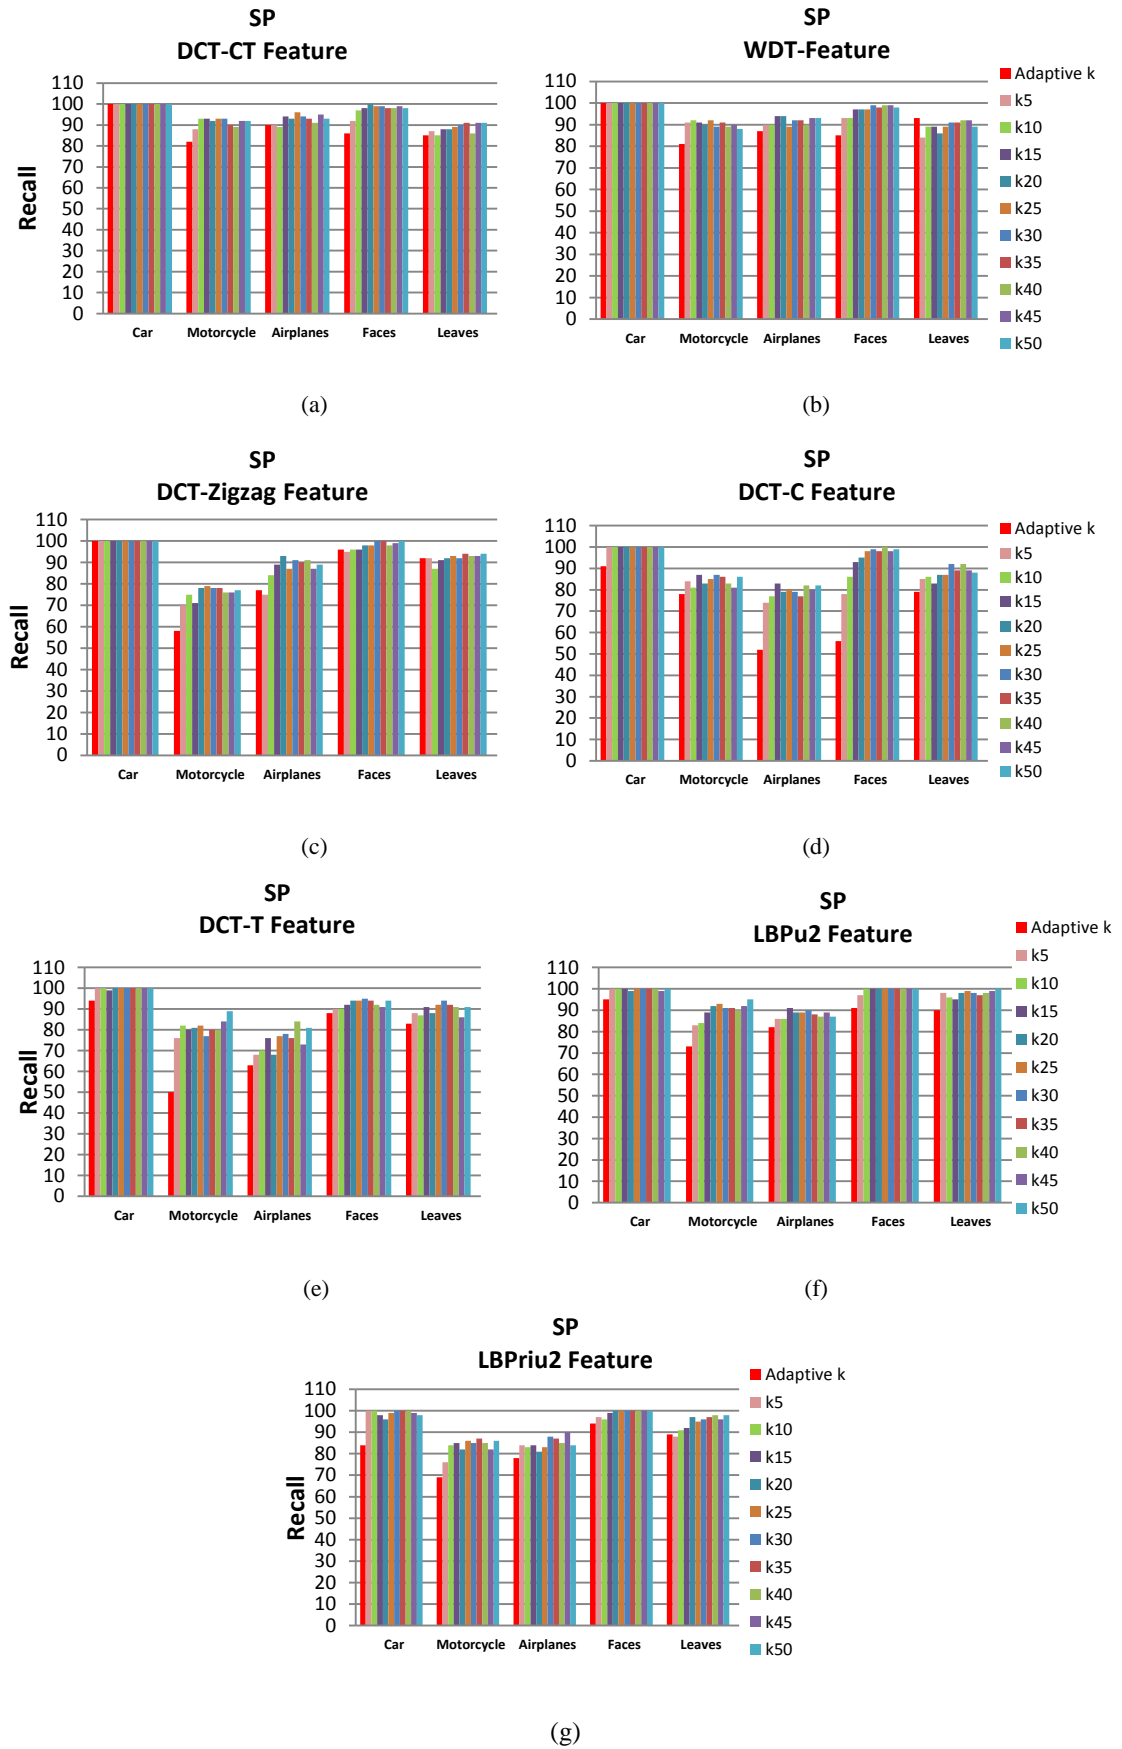 SP
DCT-CT Feature
110
100
90
80
70
60
50
40
30
20
10
0
Recall
Car Motorcycle Airplanes Faces Leaves
(a)
SP
WDT-Feature
110
100
90
80
70
60
50
40
30
20
10
0
Car Motorcycle Airplanes Faces Leaves
Adaptive k
k5
k10
k15
k20
k25
k30
k35
k40
k45
k50
(b)
SP
DCT-Zigzag Feature
110
100
90
80
70
60
50
40
30
20
10
0
Recall
Car Motorcycle Airplanes Faces Leaves
(c)
SP
DCT-C Feature
110
100
90
80
70
60
50
40
30
20
10
0
Car Motorcycle Airplanes Faces Leaves
Adaptive k
k5
k10
k15
k20
k25
k30
k35
k40
k45
k50
(d)
SP
DCT-T Feature
110
100
90
80
70
60
50
40
30
20
10
0
Recall
Car Motorcycle Airplanes Faces Leaves
(e)
SP
LBPu2 Feature
110
100
90
80
70
60
50
40
30
20
10
0
Car Motorcycle Airplanes Faces Leaves
Adaptive k
k5
k10
k15
k20
k25
k30
k35
k40
k45
k50
(f)
SP
LBPriu2 Feature
110
100
90
80
70
60
50
40
30
20
10
0
Recall
Car Motorcycle Airplanes Faces Leaves
Adaptive k
k5
k10
k15
k20
k25
k30
k35
k40
k45
k50
(g)